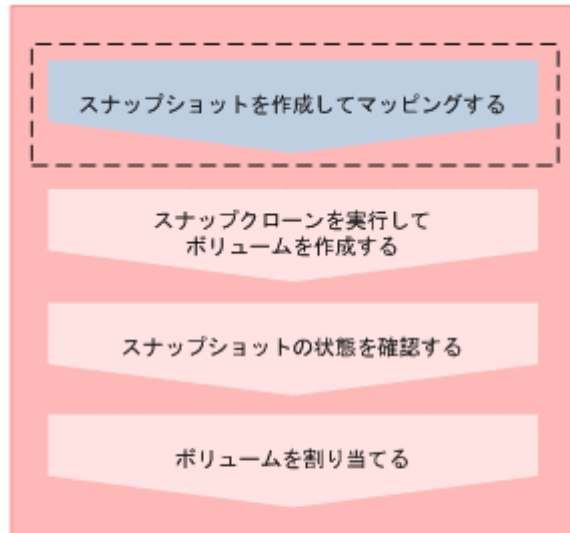 スナップショットを作成してマッピングする
スナップクローンを実行して
ボリュームを作成する
スナップショットの状態を確認する
ボリュームを割り当てる